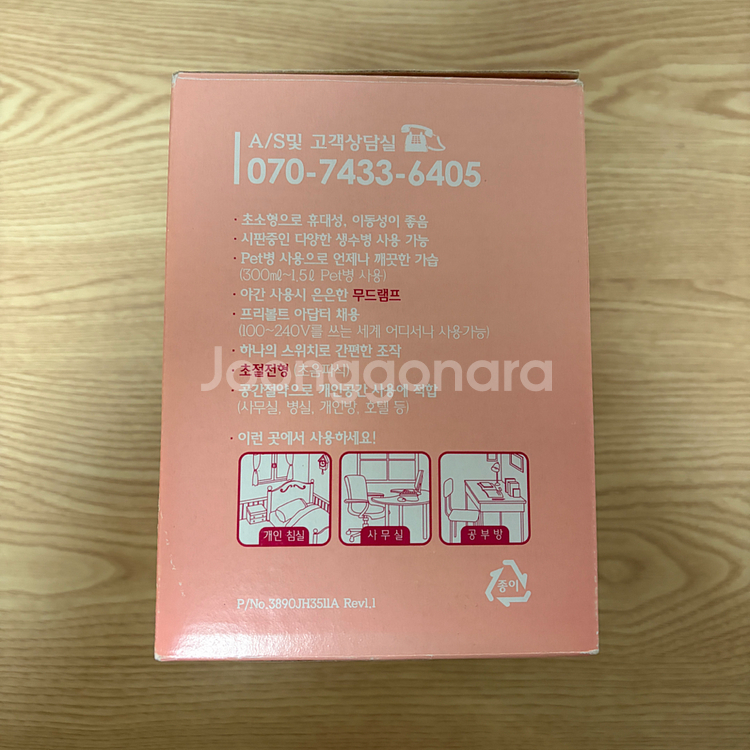 A/S및 고객상담실
070-7433-6405
· 초소형으로 휴대성, 이동성이 좋음
· 시판중인 다양한 생수병 사용 가능
· Pet병 사용으로 언제나 깨끗한 가습
(300㎖~1.5ℓ Pet병 사용)
· 야간 사용시 은은한 무드램프
· 프리볼트 아답터 채용
(100~240V를 쓰는 세계 어디서나 사용가능)
· 하나의 스위치로 간편한 조작
· 초절전형 (초음파식)
Joonggonara
· 공간절약으로 개인공간 사용에 적합
(사무실, 병실, 개인방, 호텔 등)
· 이런 곳에서 사용하세요!
개인 침실 사무실 공부방
종이
P/No.3890JH3511A Rev1.1